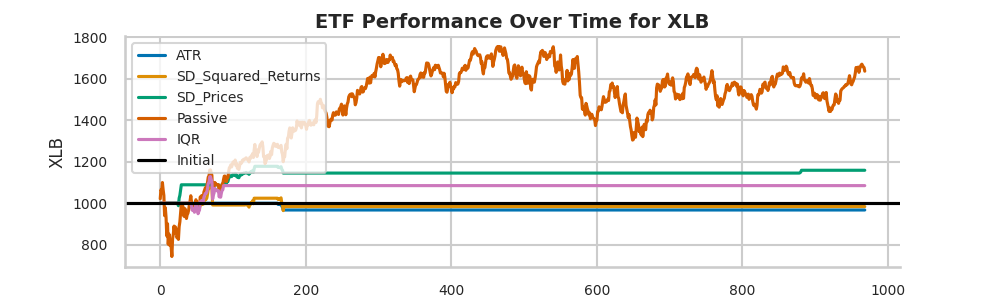 ETF Performance Over Time for XLB
1800
1600
1400
1200
1000
800
XLB
ATR
SD_Squared_Returns
SD_Prices
Passive
IQR
Initial
0 200 400 600 800 1000